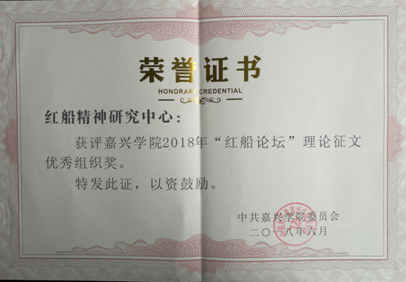 荣誉证书
HONORARY CREDENTIAL
红船精神研究中心：
获评嘉兴学院2018年“红船论坛”理论征文
优秀组织奖。
特发此证，以资鼓励。
中共嘉兴学院委员会
二〇一八年六月